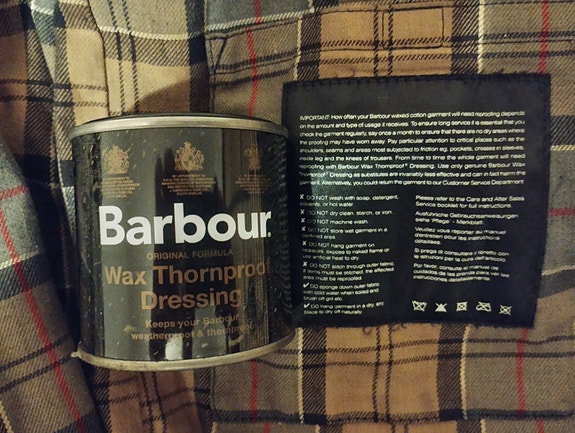 Barbour.
ORIGINAL FORMULA
Wax Thornproof
Dressing
Keeps your Barbour
weatherproof & thornproof
IMPORTANT: How often your Barbour waxed cotton garment will need reproofing depends
on the amount and type of usage it receives. To ensure long service it is essential that you
check the garment regularly, say once a month to ensure that there are no dry areas where
the proofing may have worn away. Pay particular attention to critical places such as the
shoulders, seams and areas most subjected to friction eg. pockets, creases in sleeves,
inside leg and the knees of trousers. From time to time the whole garment will need
reproofing with Barbour Wax Thornproof Dressing. Use only genuine Barbour Wax
Thornproof Dressing as substitutes are invariably less effective and can in fact harm the
garment. Alternatively, you could return the garment to our Customer Service Department
✗ DO NOT wash with soap, detergent,
solvents, or hot water
✗ DO NOT dry clean, starch, or iron
✗ DO NOT machine wash
✗ DO NOT store wet garment in a
area
✗ DO NOT hang garment on
radiators, expose to naked flame or
use artificial heat to dry
✗ DO NOT stitch through outer fabric,
if items must be stitched, the affected
area must be reproofed.
✔ DO sponge down outer fabric
with cold water when soiled and
brush off grit etc.
✔ DO hang garment in a dry, airy
place to dry off naturally.
Please refer to the Care and After Sales
Service booklet for full instructions.
Ausführliche Gebrauchsanweisungen
siehe 'Pflege' - Merkblatt.
Veuillez vous reporter au manuel
d'entretien pour les instructions
détaillées.
Si prega di consultare il libretto con
le istruzioni per la cura dell'articolo.
Por favor, consulte el manual de
cuidados de las prendas para ver las
instrucciones detalladas.